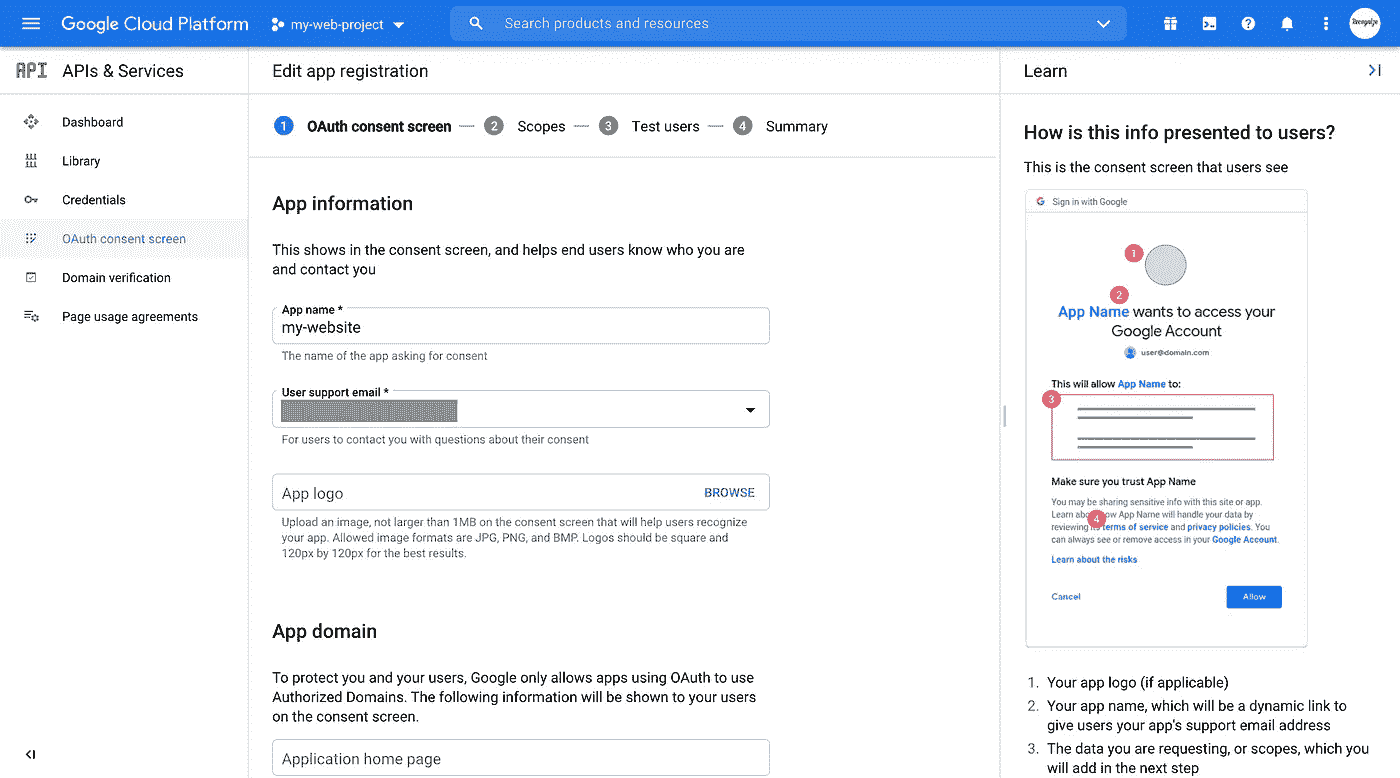 Google Cloud Platform
my-web-project
Search products and resources
Recognize
API
APIs & Services
Dashboard
Library
Credentials
OAuth consent screen
Domain verification
Page usage agreements
Edit app registration
1 OAuth consent screen — 2 Scopes — 3 Test users — 4 Summary
App information
This shows in the consent screen, and helps end users know who you are
and contact you
App name *
my-website
The name of the app asking for consent
User support email *
For users to contact you with questions about their consent
App logo
BROWSE
Upload an image, not larger than 1MB on the consent screen that will help users recognize
your app. Allowed image formats are JPG, PNG, and BMP. Logos should be square and
120px by 120px for the best results.
App domain
To protect you and your users, Google only allows apps using OAuth to use
Authorized Domains. The following information will be shown to your users
on the consent screen.
Application home page
Learn
How is this info presented to users?
This is the consent screen that users see
G Sign in with Google
1
2
App Name wants to access your
Google Account
user@domain.com
This will allow App Name to:
3
Make sure you trust App Name
You may be sharing sensitive info with this site or app.
Learn about how App Name will handle your data by
4
reviewing its terms of service and privacy policies. You
can always see or remove access in your Google Account.
Learn about the risks
Cancel
Allow
1. Your app logo (if applicable)
2. Your app name, which will be a dynamic link to
give users your app's support email address
3. The data you are requesting, or scopes, which you
will add in the next step